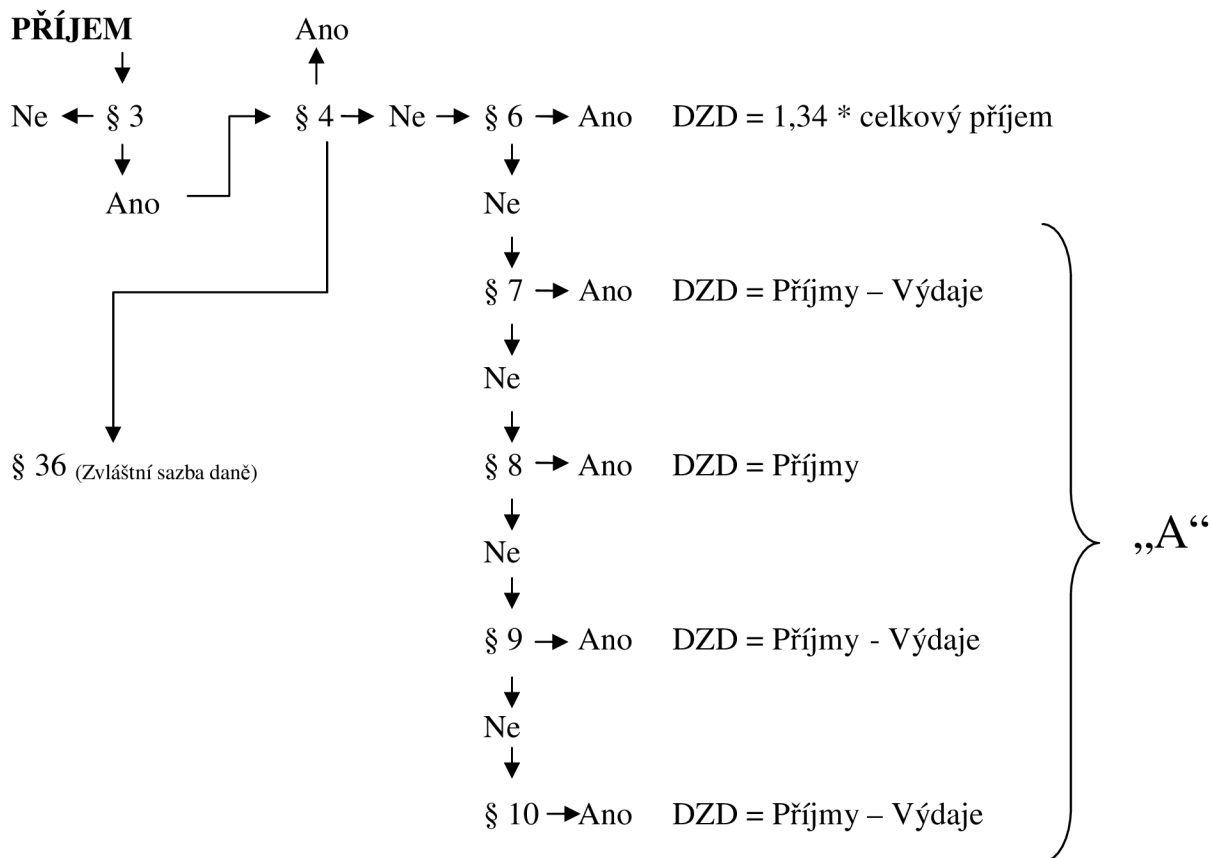 PŘÍJEM Ano
Ne § 3 § 4 Ne § 6 Ano DZD = 1,34 * celkový příjem
Ano Ne
§ 7 Ano DZD = Příjmy – Výdaje
Ne
§ 36 (Zvláštní sazba daně) § 8 Ano DZD = Příjmy
„A“
Ne
§ 9 Ano DZD = Příjmy - Výdaje
Ne
§ 10 Ano DZD = Příjmy – Výdaje